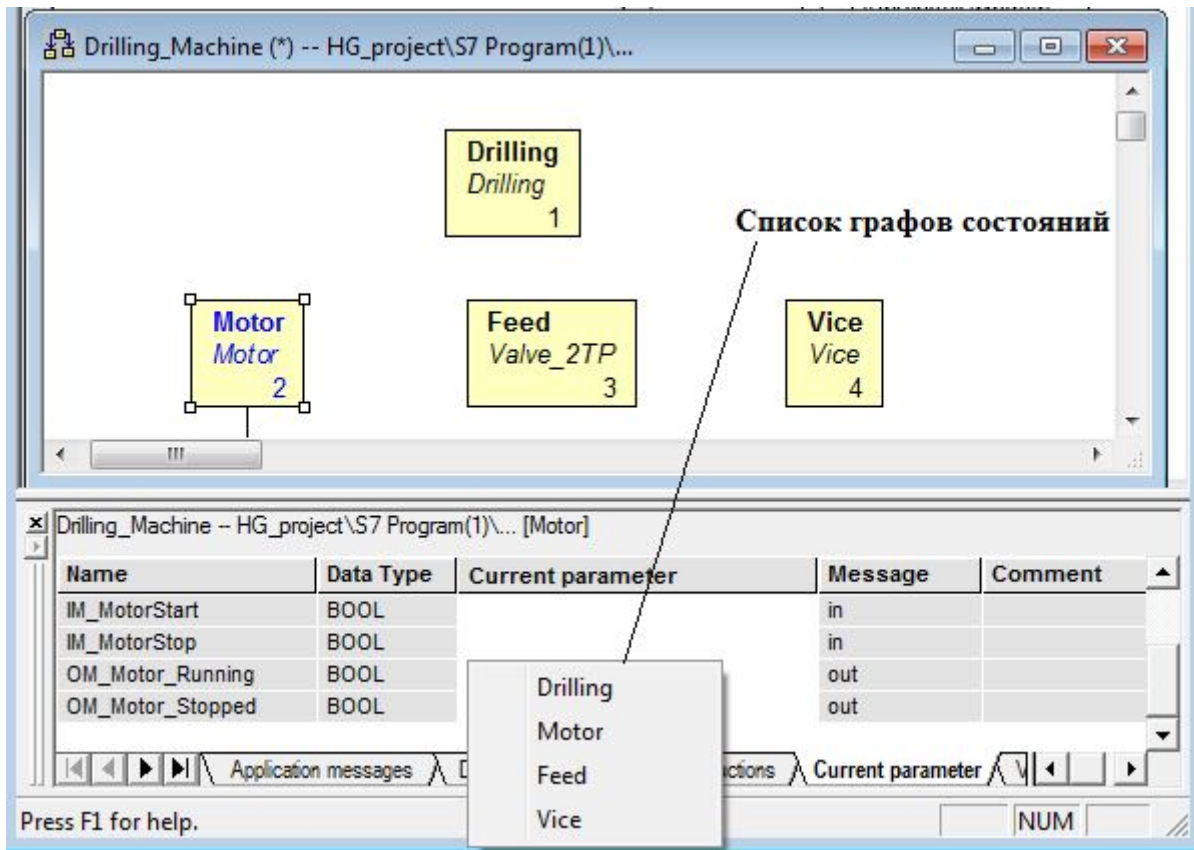 Drilling_Machine (*) -- HG_project\S7 Program(1)\...
Drilling
Drilling
1
Список графов состояний
Motor
Motor
2
Feed
Valve_2TP
3
Vice
Vice
4
Drilling_Machine -- HG_project\S7 Program(1)\... [Motor]
Name Data Type Current parameter Message Comment
IM_MotorStart BOOL in
IM_MotorStop BOOL in
OM_Motor_Running BOOL out
OM_Motor_Stopped BOOL out
Drilling
Motor
Feed
Vice
Application messages Current parameter
Press F1 for help. NUM